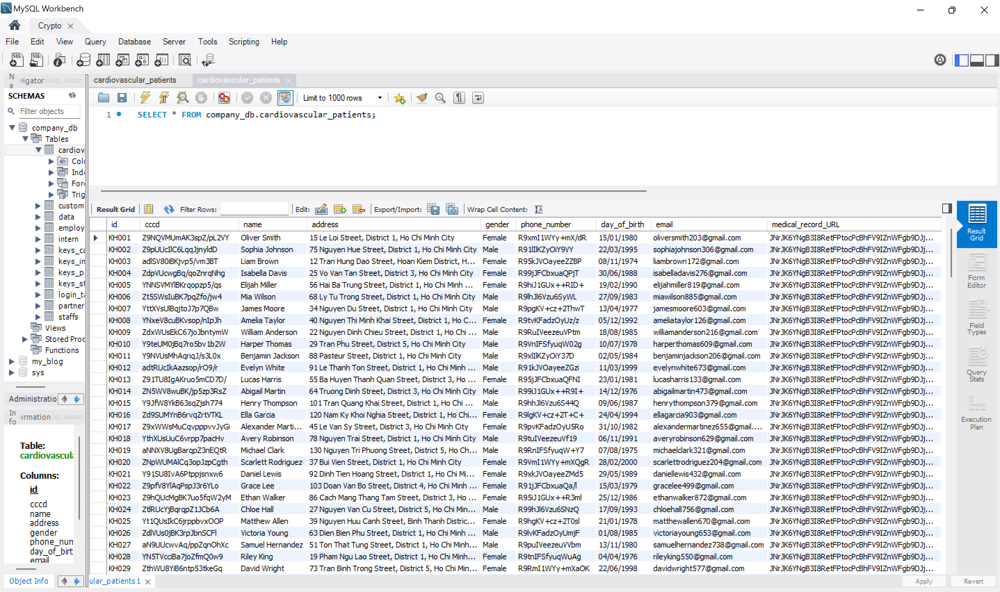 MySQL Workbench
Crypto
File Edit View Query Database Server Tools Scripting Help
Navigator
SCHEMAS
Filter objects
company_db
Tables
cardiov
Col
Ind
For
Trig
custom
data
employ
intern
keys_ca
keys_in
keys_p
keys_st
login_ta
partner
staffs
Views
Stored Proc
Functions
my_blog
sys
Administratio
Information
Table:
cardiovascula
Columns:
id
cccd
name
address
gender
phone_num
day_of_birt
email
Object Info
cardiovascular_patients cardiovascular_patients
Limit to 1000 rows
1 SELECT * FROM company_db.cardiovascular_patients;
Result Grid Filter Rows: Edit: Export/Import: Wrap Cell Content:
id cccd name address gender phone_number day_of_birth email medical_record_URL
KH001 Z9NQVMUmAK3spZ/pL2VY Oliver Smith 15 Le Loi Street, District 1, Ho Chi Minh City Female R9xmI1WYy+mX/dR 15/01/1980 oliversmith203@gmail.com JNrJK6YNgB3I8RetFPtocPcBhFV9IZnWFgb9DJj...
KH002 Z9pUUcIlC6LqqJjnyldD Sophia Johnson 75 Nguyen Hue Street, District 1, Ho Chi Minh City Male R91lIlKZyOiY9VY 22/03/1995 sophiajohnson306@gmail.com JNrJK6YNgB3I8RetFPtocPcBhFV9IZnWFgb9DJj...
KH003 adlSV80iBKjvp5/vm3BT Liam Brown 12 Tran Hung Dao Street, Hoan Kiem District, H... Female R95kJVOayeeZZBP 08/11/1974 liambrown172@gmail.com JNrJK6YNgB3I8RetFPtocPcBhFV9IZnWFgb9DJj...
KH004 ZdpVUcwgBq/qoZnrqNhg Isabella Davis 25 Vo Van Tan Street, District 3, Ho Chi Minh City Female R99jJFCbxuaQPjT 30/06/1988 isabelladavis276@gmail.com JNrJK6YNgB3I8RetFPtocPcBhFV9IZnWFgb9DJj...
KH005 YNNSVMYlBKrqopzp5/qs Elijah Miller 56 Hai Ba Trung Street, District 1, Ho Chi Minh ... Female R9hiJ1GUx++RID+ 19/02/1990 elijahmiller819@gmail.com JNrJK6YNgB3I8RetFPtocPcBhFV9IZnWFgb9DJj...
KH006 Zt5SWsIuBK7pqZfo/jw4 Mia Wilson 68 Ly Tu Trong Street, District 1, Ho Chi Minh City Male R9lhJl6Vzu6SyWL 27/09/1983 miawilson885@gmail.com JNrJK6YNgB3I8RetFPtocPcBhFV9IZnWFgb9DJj...
KH007 YttXVsUlBqjtoJ7p7QBw James Moore 34 Nguyen Du Street, District 1, Ho Chi Minh City Male R9pgKV+cz+2ThwT 13/04/1977 jamesmoore603@gmail.com JNrJK6YNgB3I8RetFPtocPcBhFV9IZnWFgb9DJj...
KH008 YNxeV8cuBKvsop/nIpJh Amelia Taylor 40 Nguyen Thi Minh Khai Street, District 1, Ho C... Female R9tvKFadzOyUz/z 05/12/1992 ameliataylor126@gmail.com JNrJK6YNgB3I8RetFPtocPcBhFV9IZnWFgb9DJj...
KH009 ZdxWUsEkC67joJbntymW William Anderson 22 Nguyen Dinh Chieu Street, District 1, Ho Chi ... Male R9RuIVeezeuVPtm 18/08/1985 williamanderson216@gmail.com JNrJK6YNgB3I8RetFPtocPcBhFV9IZnWFgb9DJj...
KH010 Y9teUM0jBq7ro5bv1b2W Harper Thomas 29 Tran Phu Street, District 5, Ho Chi Minh City Male R9VnIFSfyuqW02g 10/07/1978 harperthomas609@gmail.com JNrJK6YNgB3I8RetFPtocPcBhFV9IZnWFgb9DJj...
KH011 Y9NVUsMhAqriqJ/s3L0x Benjamin Jackson 88 Pasteur Street, District 1, Ho Chi Minh City Male R9xlIlKZyOiY37D 02/05/1984 benjaminjackson206@gmail.com JNrJK6YNgB3I8RetFPtocPcBhFV9IZnWFgb9DJj...
KH012 adtRUcIkAazsop/rO9/r Evelyn White 91 Le Thanh Ton Street, District 1, Ho Chi Minh ... Male R91kJVOayeeZGzi 11/03/1999 evelynwhite673@gmail.com JNrJK6YNgB3I8RetFPtocPcBhFV9IZnWFgb9DJj...
KH013 Z91TU8IgAKruo5mCD7D/ Lucas Harris 55 Ba Huyen Thanh Quan Street, District 3, Ho ... Female R95jJFCbxuaQFNI 23/01/1981 lucasharris133@gmail.com JNrJK6YNgB3I8RetFPtocPcBhFV9IZnWFgb9DJj...
KH014 ZN5WV8wuBK/jp5zp3RsZ Abigail Martin 64 Truong Dinh Street, District 3, Ho Chi Minh City Male R99iJ1GUx++R9I+ 14/12/1976 abigailmartin473@gmail.com JNrJK6YNgB3I8RetFPtocPcBhFV9IZnWFgb9DJj...
KH015 Y9JfW8YkB63sqZjsh774 Henry Thompson 101 Tran Quang Khai Street, District 1, Ho Chi ... Male R9hhJl6Vzu6S44Q 09/06/1987 henrythompson379@gmail.com JNrJK6YNgB3I8RetFPtocPcBhFV9IZnWFgb9DJj...
KH016 Zd9SUMYnB6rvqZrtVTKL Ella Garcia 120 Nam Ky Khoi Nghia Street, District 1, Ho Chi... Female R9lgKV+cz+2T+C+ 24/04/1994 ellagarcia903@gmail.com JNrJK6YNgB3I8RetFPtocPcBhFV9IZnWFgb9DJj...
KH017 Z9xWWsMuCqvpppvvJyGi Alexander Marti... 45 Le Van Sy Street, District 3, Ho Chi Minh City Female R9pvKFadzOyU5Ro 31/10/1982 alexandermartinez655@gmail.... JNrJK6YNgB3I8RetFPtocPcBhFV9IZnWFgb9DJj...
KH018 YthXUsUuC6vrpp7pacHv Avery Robinson 78 Nguyen Trai Street, District 1, Ho Chi Minh City Male R9tuIVeezeuVf19 06/11/1991 averyrobinson629@gmail.com JNrJK6YNgB3I8RetFPtocPcBhFV9IZnWFgb9DJj...
KH019 aNNXV8UgBarqpZ3nEQtR Michael Clark 130 Nguyen Tri Phuong Street, District 5, Ho Ch... Male R9RnIFSfyuqW+Y7 07/08/1975 michaelclark321@gmail.com JNrJK6YNgB3I8RetFPtocPcBhFV9IZnWFgb9DJj...
KH020 ZNpWUMAlCq3opJzpCgth Scarlett Rodriguez 37 Bui Vien Street, District 1, Ho Chi Minh City Female R9VmI1WYy+mXQgR 28/02/2000 scarlettrodriguez204@gmail.com JNrJK6YNgB3I8RetFPtocPcBhFV9IZnWFgb9DJj...
KH021 Y91SU8IvA6Ptppjsnxw6 Daniel Lewis 92 Dinh Tien Hoang Street, District 1, Ho Chi Mi... Female R9xkJVOayeeZMd5 29/05/1989 daniellewis432@gmail.com JNrJK6YNgB3I8RetFPtocPcBhFV9IZnWFgb9DJj...
KH022 Z9pfV8YlAqPspJ3r6YLo Grace Lee 103 Doan Van Bo Street, District 4, Ho Chi Minh ... Female R91jJFCbxuaQa/l 15/03/1979 gracelee499@gmail.com JNrJK6YNgB3I8RetFPtocPcBhFV9IZnWFgb9DJj...
KH023 Z9hQUcMgBK7uo5fqW2yM Ethan Walker 86 Cach Mang Thang Tam Street, District 3, Ho ... Female R95iJ1GUx++R3ml 25/12/1986 ethanwalker872@gmail.com JNrJK6YNgB3I8RetFPtocPcBhFV9IZnWFgb9DJj...
KH024 ZtlRUcYjBqrqpZ1JCb6A Chloe Hall 27 Nguyen Van Cu Street, District 5, Ho Chi Min... Male R99hJl6Vzu6SNzQ 17/09/1993 chloehall756@gmail.com JNrJK6YNgB3I8RetFPtocPcBhFV9IZnWFgb9DJj...
KH025 Yt1QUsIkC6jrppbvxOOP Matthew Allen 39 Nguyen Huu Canh Street, Binh Thanh Distric... Female R9hgKV+cz+2T0sl 21/01/1978 matthewallen670@gmail.com JNrJK6YNgB3I8RetFPtocPcBhFV9IZnWFgb9DJj...
KH026 ZdlVUs0jBK3rpJbnSCFl Victoria Young 63 Dien Bien Phu Street, District 1, Ho Chi Minh ... Male R9lvKFadzOyUmjF 01/08/1985 victoriayoung653@gmail.com JNrJK6YNgB3I8RetFPtocPcBhFV9IZnWFgb9DJj...
KH027 aN9UUcwvAq/ppZqnOhXc Samuel Hernandez 51 Ton That Tung Street, District 1, Ho Chi Minh... Male R9puIVeezeuVVbm 13/11/1980 samuelhernandez738@gmail.com JNrJK6YNgB3I8RetFPtocPcBhFV9IZnWFgb9DJj...
KH028 YN5TVcciBa7joZfmQ0w9 Riley King 19 Pham Ngu Lao Street, District 1, Ho Chi Minh... Female R9tnIFSfyuqWuAg 04/04/1976 rileyking550@gmail.com JNrJK6YNgB3I8RetFPtocPcBhFV9IZnWFgb9DJj...
KH029 ZthWU8YiB6ntp53tkeGq David Wright 73 Tran Binh Trong Street, District 5, Ho Chi Min... Female R9RmI1WYy+mXaOK 22/06/1998 davidwright577@gmail.com JNrJK6YNgB3I8RetFPtocPcBhFV9IZnWFgb9DJj...
Result Grid
Form Editor
Field Types
Query Stats
Execution Plan
ular_patients1
Apply Revert